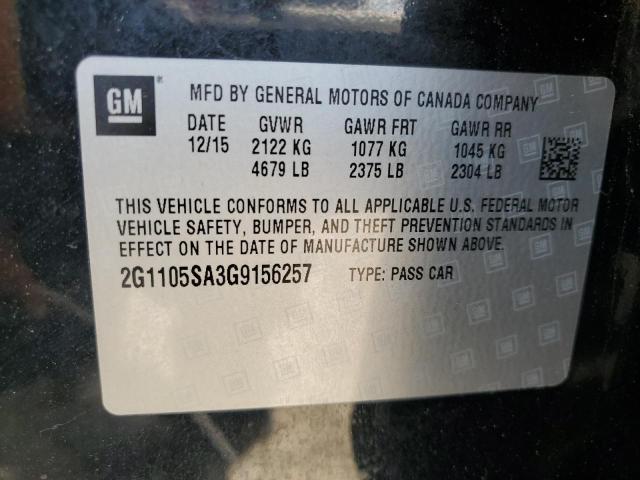 GM
MFD BY GENERAL MOTORS OF CANADA COMPANY
DATE GVWR GAWR FRT GAWR RR
12/15 2122 KG 1077 KG 1045 KG
4679 LB 2375 LB 2304 LB
THIS VEHICLE CONFORMS TO ALL APPLICABLE U.S. FEDERAL MOTOR
VEHICLE SAFETY, BUMPER, AND THEFT PREVENTION STANDARDS IN
EFFECT ON THE DATE OF MANUFACTURE SHOWN ABOVE.
2G1105SA3G9156257 TYPE: PASS CAR